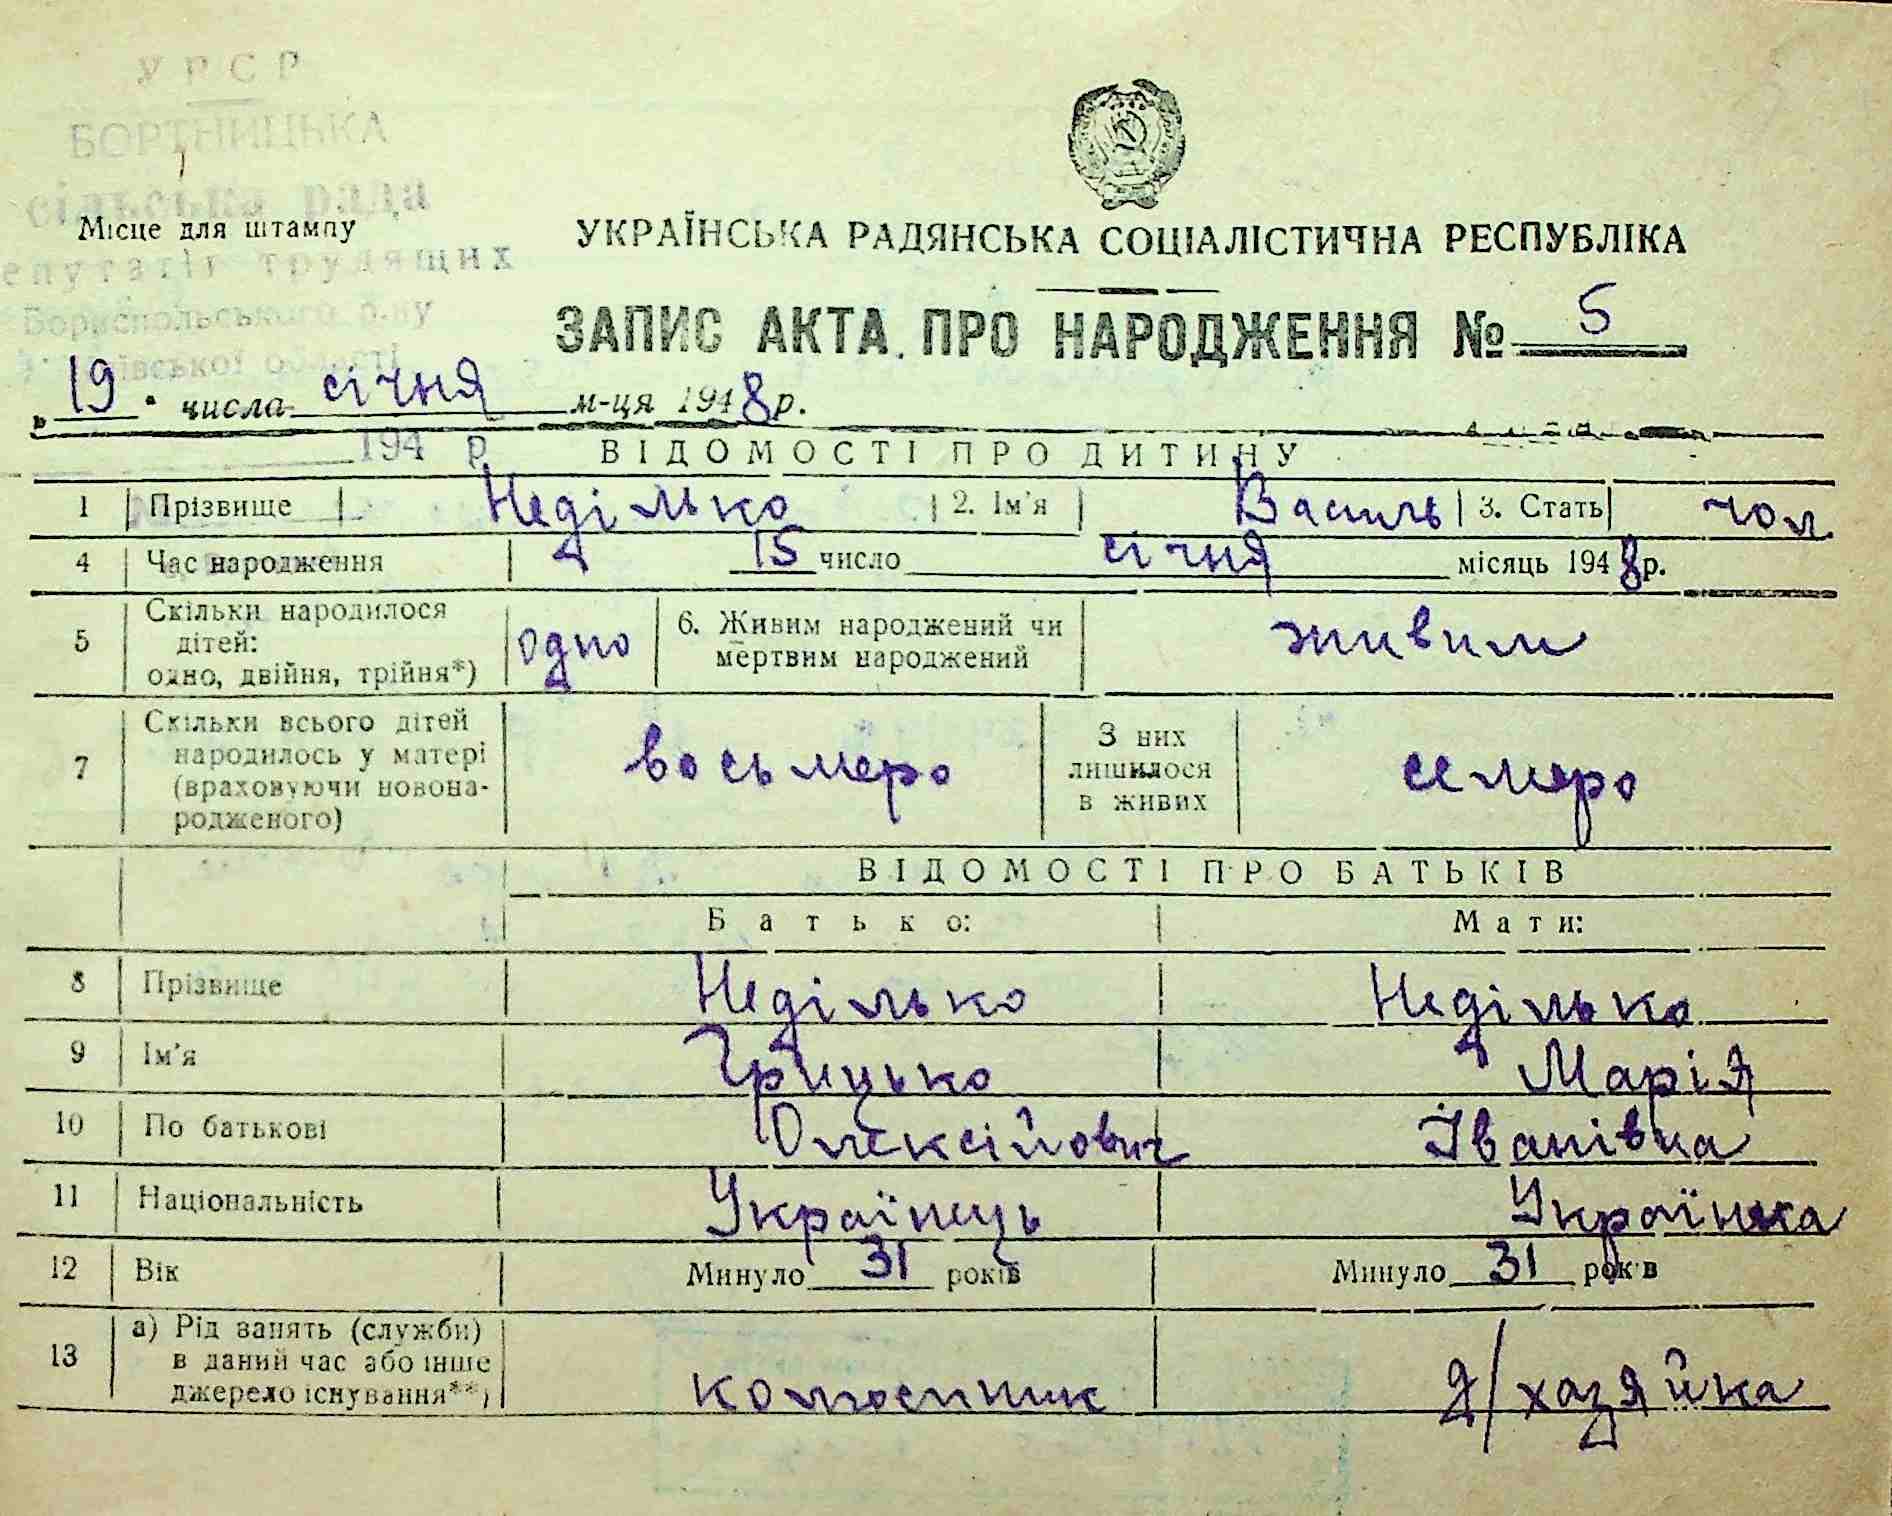 УРСР
БОРТНИЦЬКА
сільська рада
Місце для штампу
депутатів трудящих
Бориспольського р-ну
Київської області
194 р
УКРАЇНСЬКА РАДЯНСЬКА СОЦІАЛІСТИЧНА РЕСПУБЛІКА
ЗАПИС АКТА ПРО НАРОДЖЕННЯ № 5
„19" числа січня м-ця 1948 р.
ВІДОМОСТІ ПРО ДИТИНУ
1 Прізвище Неділько 2. Ім'я Василь 3. Стать чол.
4 Час народження 15 число січня місяць 1948 р.
5 Скільки народилося дітей: одно, двійня, трійня*) одно 6. Живим народжений чи мертвим народжений живим
7 Скільки всього дітей народилось у матері (враховуючи новонародженого) восьмеро З них лишилося в живих семеро
ВІДОМОСТІ ПРО БАТЬКІВ
Батько: Мати:
8 Прізвище Неділько Неділько
9 Ім'я Грицько Марія
10 По батькові Олексійович Іванівна
11 Національність Українець Українка
12 Вік Минуло 31 років Минуло 31 років
13 а) Рід занять (служби) в даний час або інше джерело існування**) колгоспник д/хазяйка